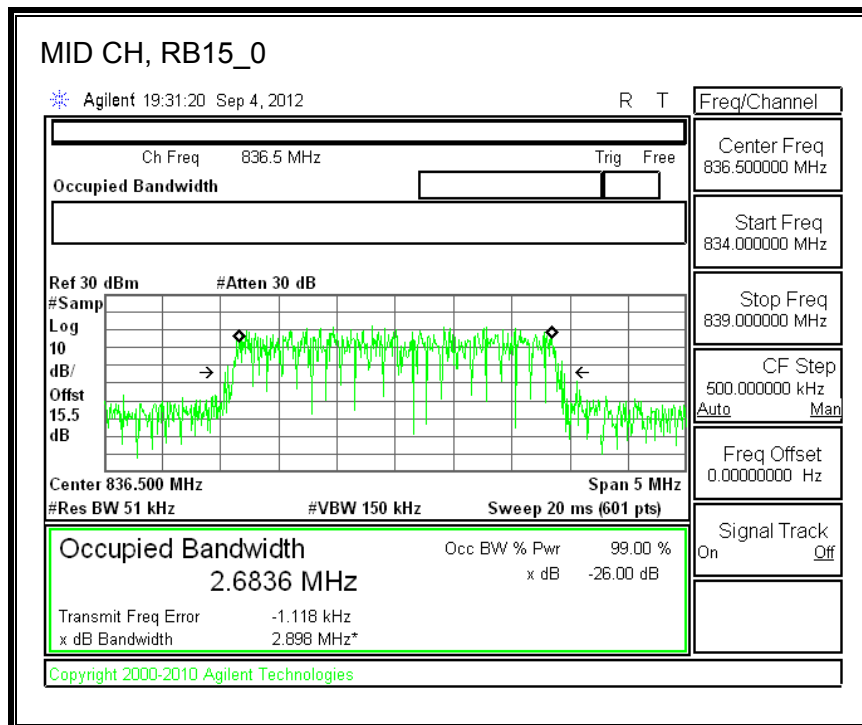 MID CH, RB15_0
Agilent 19:31:20 Sep 4, 2012 R T
Freq/Channel
Ch Freq 836.5 MHz Trig Free
Occupied Bandwidth
Center Freq
836.500000 MHz
Start Freq
834.000000 MHz
Stop Freq
839.000000 MHz
CF Step
500.000000 kHz
Auto Man
Freq Offset
0.00000000 Hz
Signal Track
On Off
Ref 30 dBm #Atten 30 dB
#Samp
Log
10
dB/
Offst
15.5
dB
Center 836.500 MHz Span 5 MHz
#Res BW 51 kHz #VBW 150 kHz Sweep 20 ms (601 pts)
Occupied Bandwidth Occ BW % Pwr 99.00 %
2.6836 MHz x dB -26.00 dB
Transmit Freq Error -1.118 kHz
x dB Bandwidth 2.898 MHz*
Copyright 2000-2010 Agilent Technologies